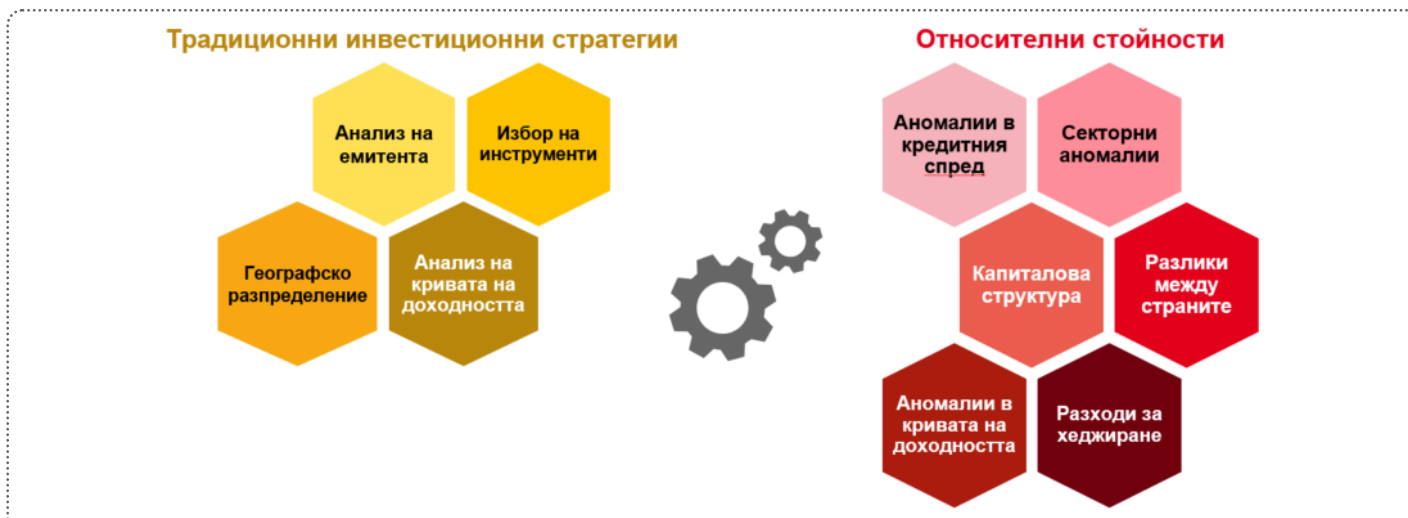 Традиционни инвестиционни стратегии
Анализ на
емитента
Избор на
инструменти
Географско
разпределение
Анализ на
кривата на
доходността
Относителни стойности
Аномалии в
кредитния
спред
Секторни
аномалии
Капиталова
структура
Разлики
между
страните
Аномалии в
кривата на
доходността
Разходи за
хеджиране